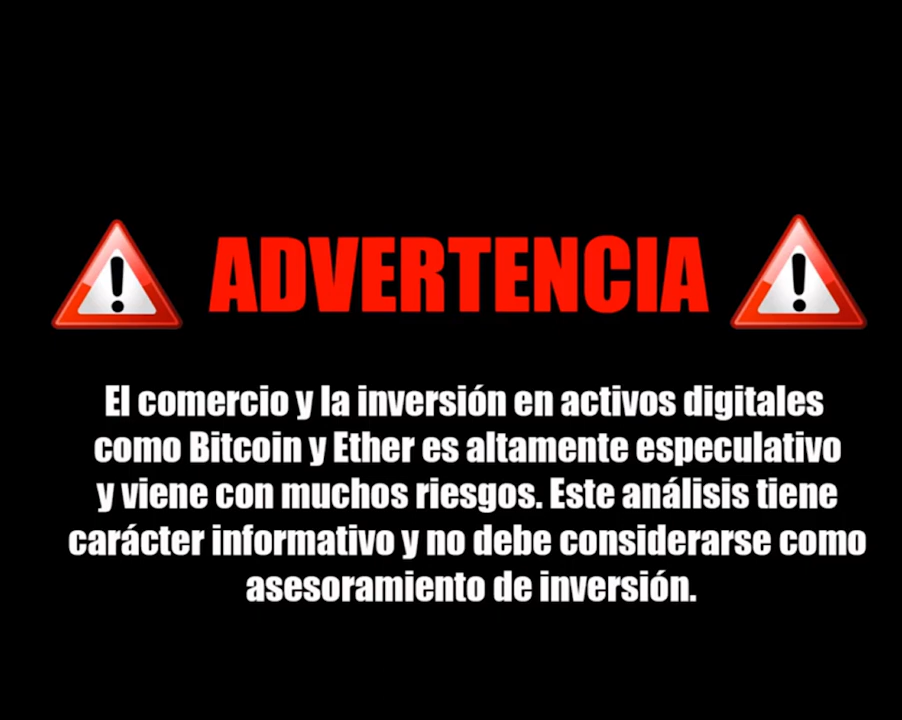 ADVERTENCIA
El comercio y la inversión en activos digitales
como Bitcoin y Ether es altamente especulativo
y viene con muchos riesgos. Este análisis tiene
carácter informativo y no debe considerarse como
asesoramiento de inversión.